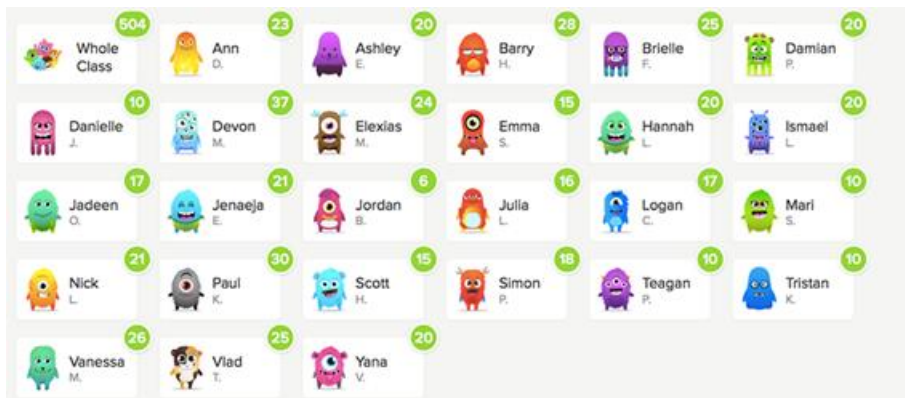 504
Whole
Class
23
Ann
D.
20
Ashley
E.
28
Barry
H.
25
Brielle
F.
20
Damian
P.
10
Danielle
J.
37
Devon
M.
24
Elexias
M.
15
Emma
S.
20
Hannah
L.
20
Ismael
L.
17
Jadeen
O.
21
Jenaeja
E.
6
Jordan
B.
16
Julia
L.
17
Logan
C.
10
Mari
S.
21
Nick
L.
30
Paul
K.
15
Scott
H.
18
Simon
P.
10
Teagan
P.
10
Tristan
K.
26
Vanessa
M.
25
Vlad
T.
20
Yana
V.